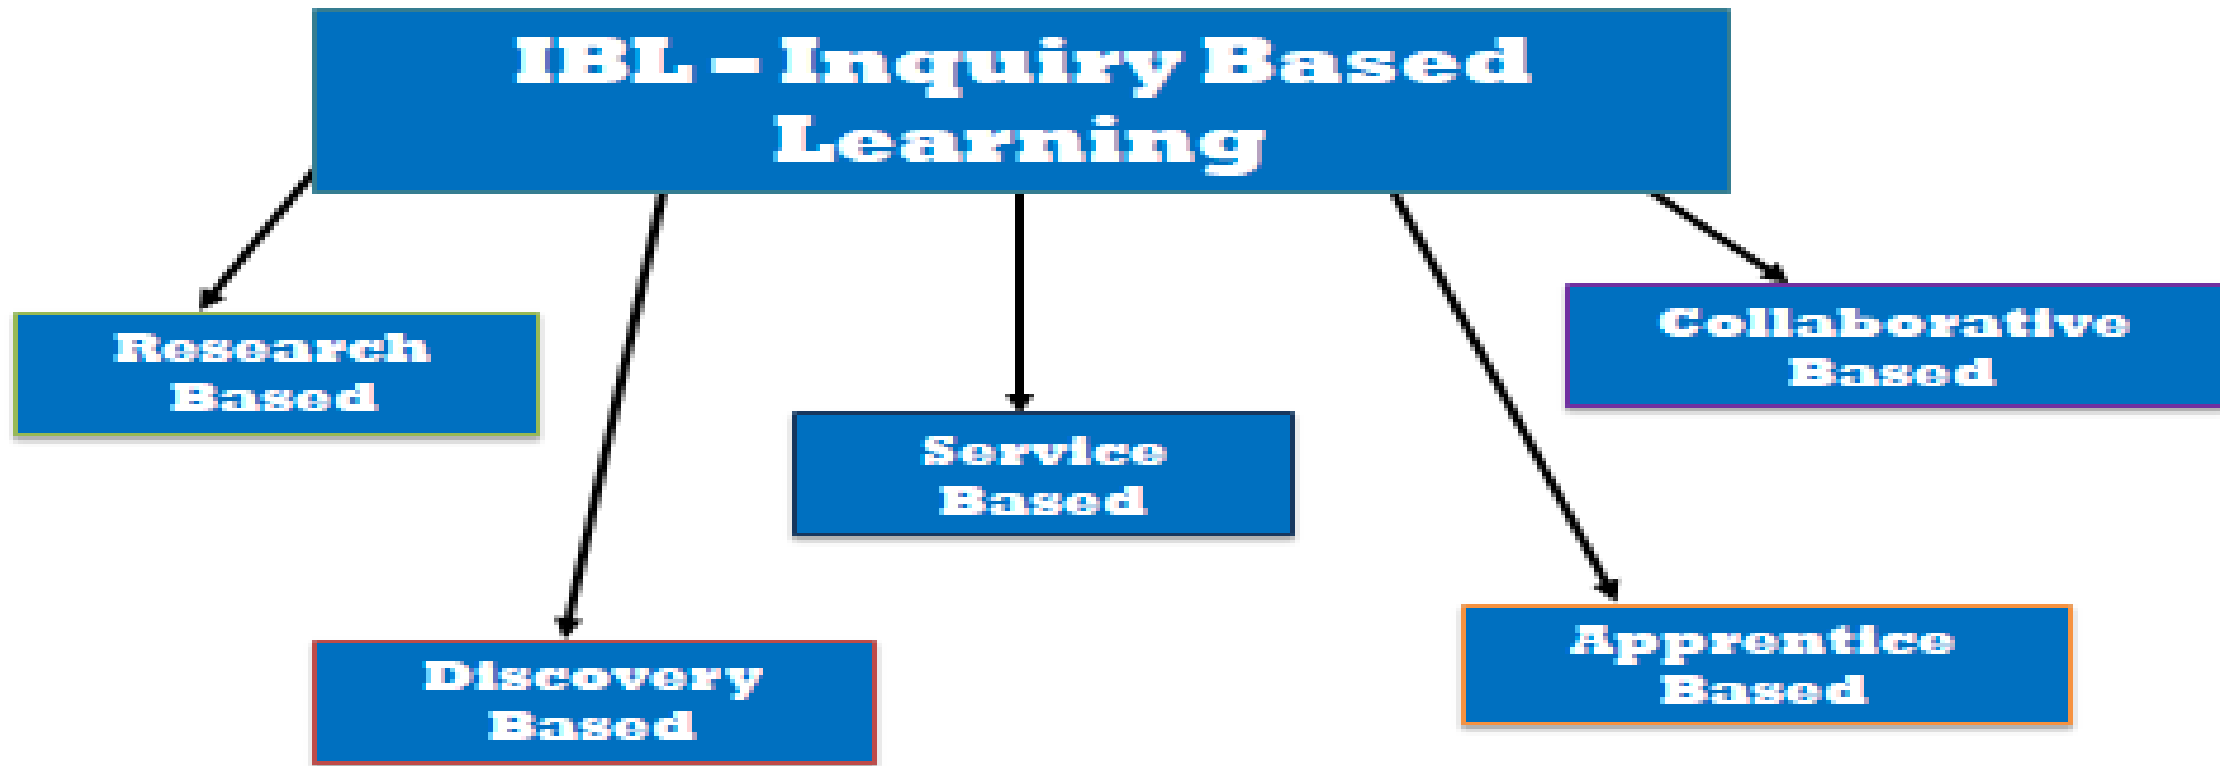 IBL – Inquiry Based
Learning
Research
Based
Collaborative
Based
Service
Based
Discovery
Based
Apprentice
Based